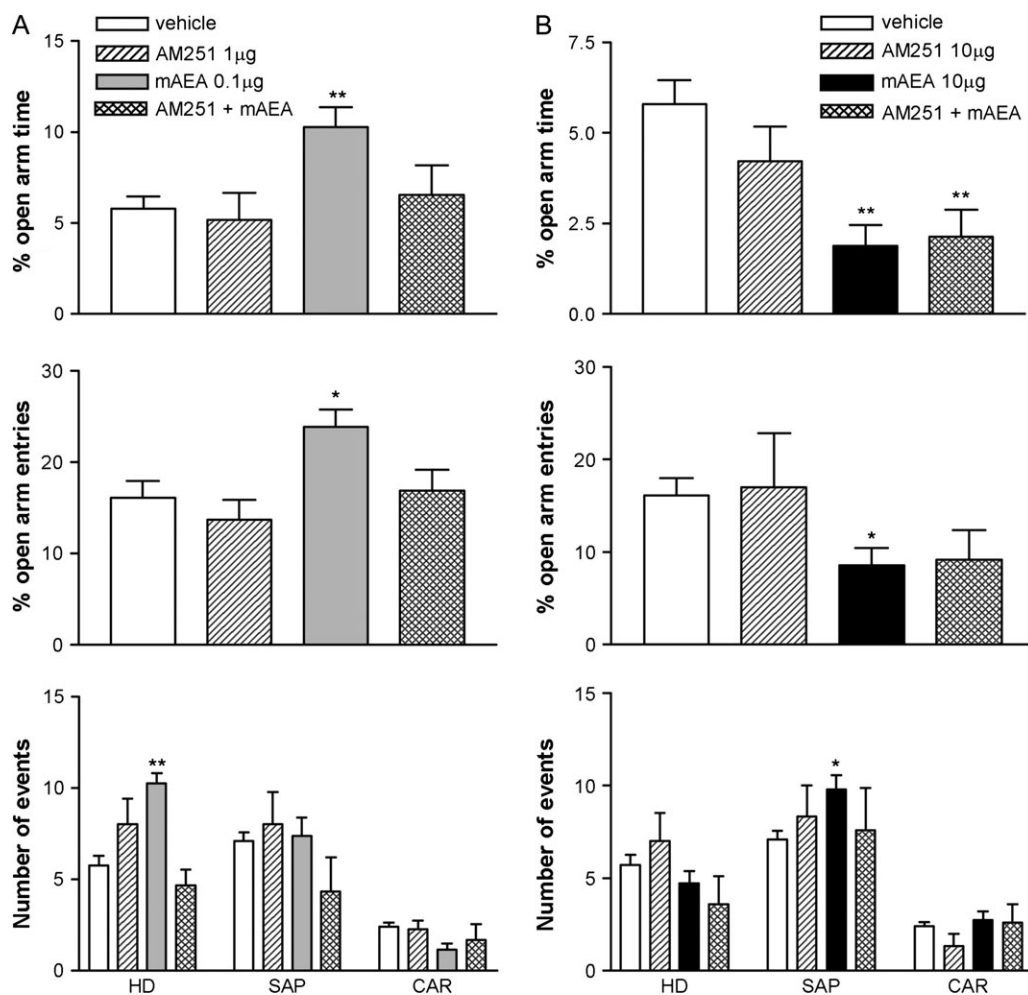 A
vehicle
AM251 1μg
mAEA 0.1μg
AM251 + mAEA
15
10
5
0
% open arm time
**
30
20
10
0
% open arm entries
*
15
10
5
0
Number of events
**
HD SAP CAR
B
vehicle
AM251 10μg
mAEA 10μg
AM251 + mAEA
7.5
5.0
2.5
0.0
% open arm time
** **
30
20
10
0
% open arm entries
*
15
10
5
0
Number of events
*
HD SAP CAR